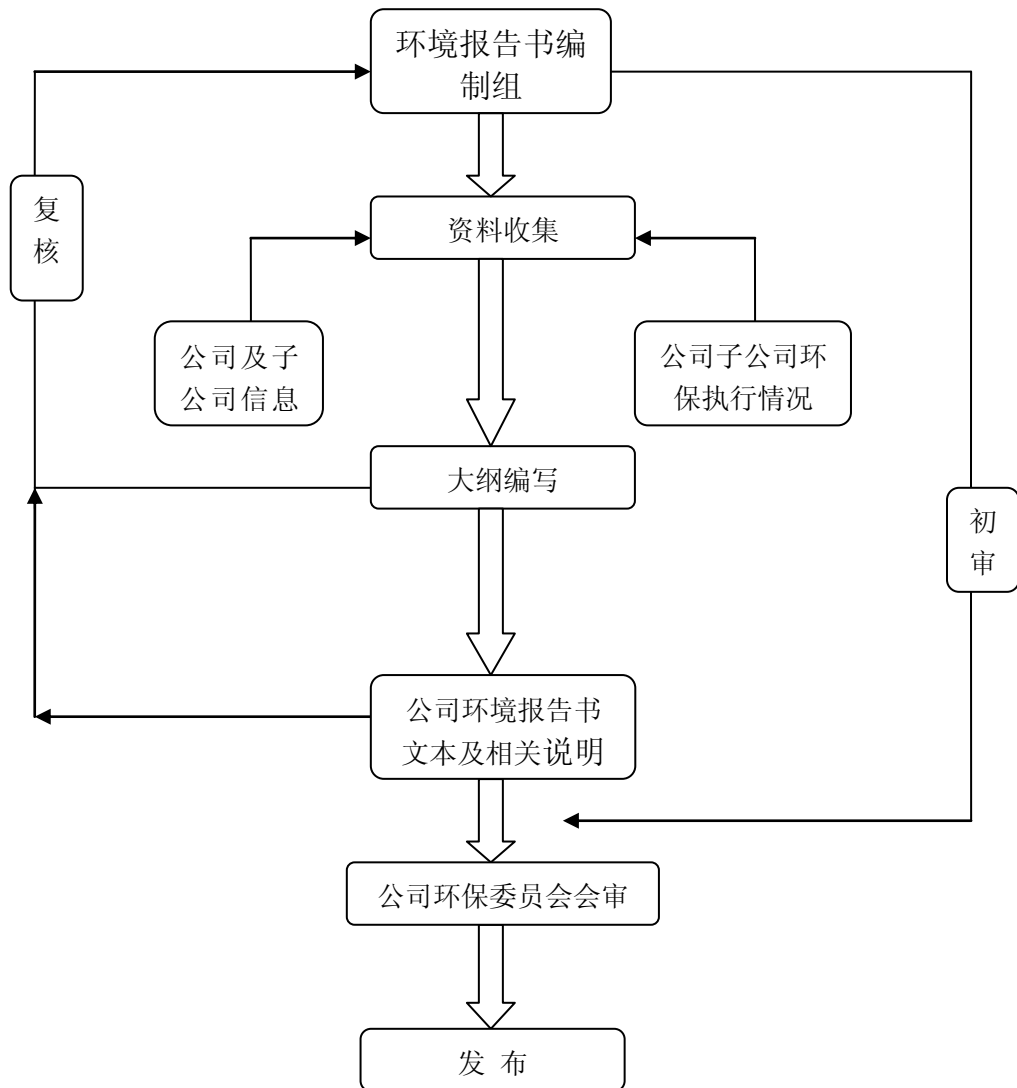 环境报告书编
制组
复
核
资料收集
公司及子
公司信息
公司子公司环
保执行情况
大纲编写
初
审
公司环境报告书
文本及相关说明
公司环保委员会会审
发 布